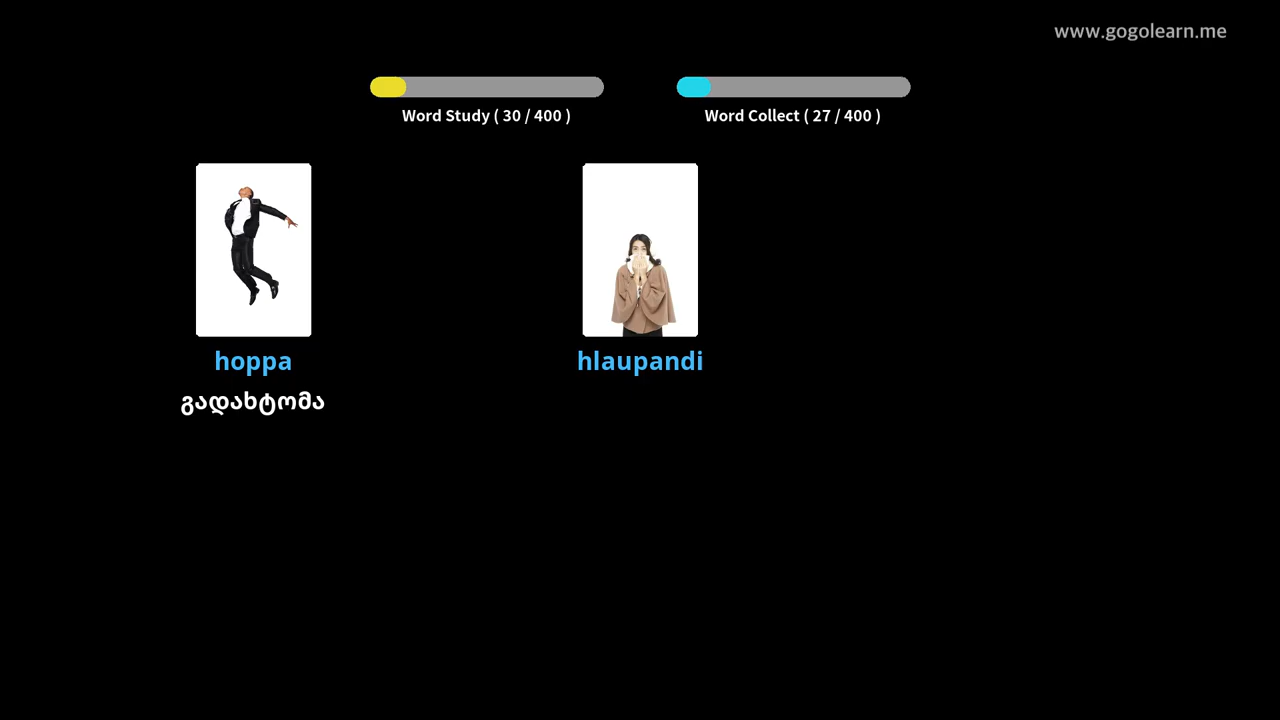 www.gogolearn.me
Word Study ( 30 / 400 )
Word Collect ( 27 / 400 )
hoppa
hlaupandi
გადახტომა